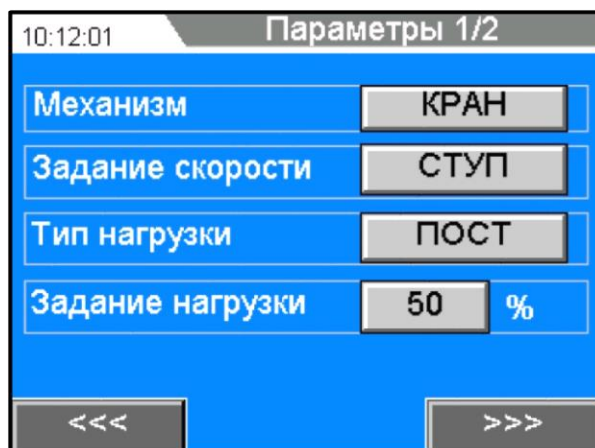 10:12:01 Параметры 1/2
Механизм КРАН
Задание скорости СТУП
Тип нагрузки ПОСТ
Задание нагрузки 50 %
<<< >>>